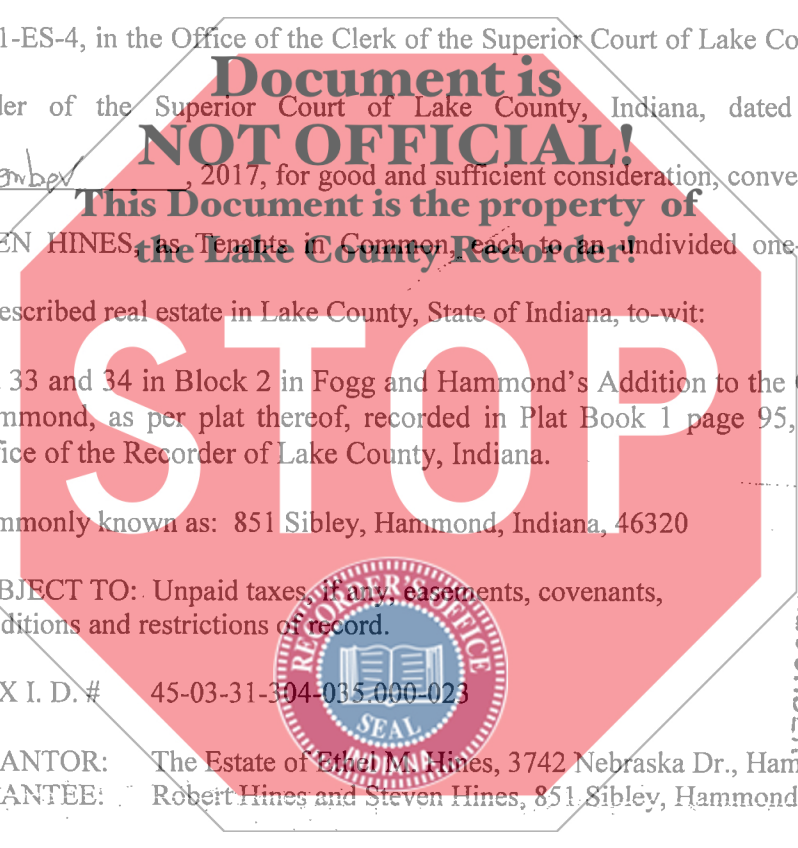 1-ES-4, in the Office of the Clerk of the Superior Court of Lake Co
Document is
der of the Superior Court of Lake County, Indiana, dated
NOT OFFICIAL!
ember, 2017, for good and sufficient consideration, conve
This Document is the property of
EN HINES, as Tenants in Common, each to an undivided one-
the Lake County Recorder!
escribed real estate in Lake County, State of Indiana, to-wit:
STOP
33 and 34 in Block 2 in Fogg and Hammond's Addition to the
mmond, as per plat thereof, recorded in Plat Book 1 page 95,
fice of the Recorder of Lake County, Indiana.
mmonly known as: 851 Sibley, Hammond, Indiana, 46320
BJECT TO: Unpaid taxes, if any, easements, covenants,
ditions and restrictions of record.
RECORDER'S OFFICE
SEAL
INDIANA
X I. D. # 45-03-31-304-035.000-023
ANTOR: The Estate of Ethel M. Hines, 3742 Nebraska Dr., Ham
ANTEE: Robert Hines and Steven Hines, 851 Sibley, Hammond